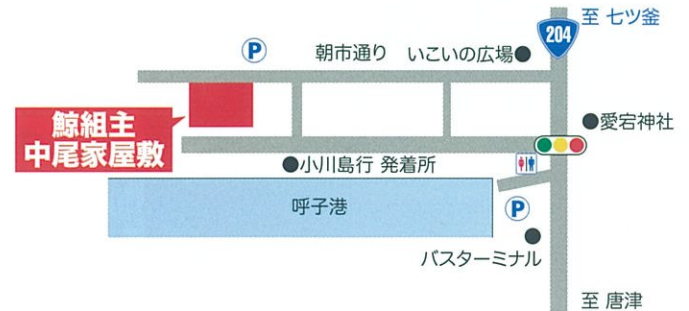 204
至 七ツ釜
P
朝市通り
いこいの広場
鯨組主
中尾家屋敷
愛宕神社
小川島行 発着所
呼子港
P
バスターミナル
至 唐津